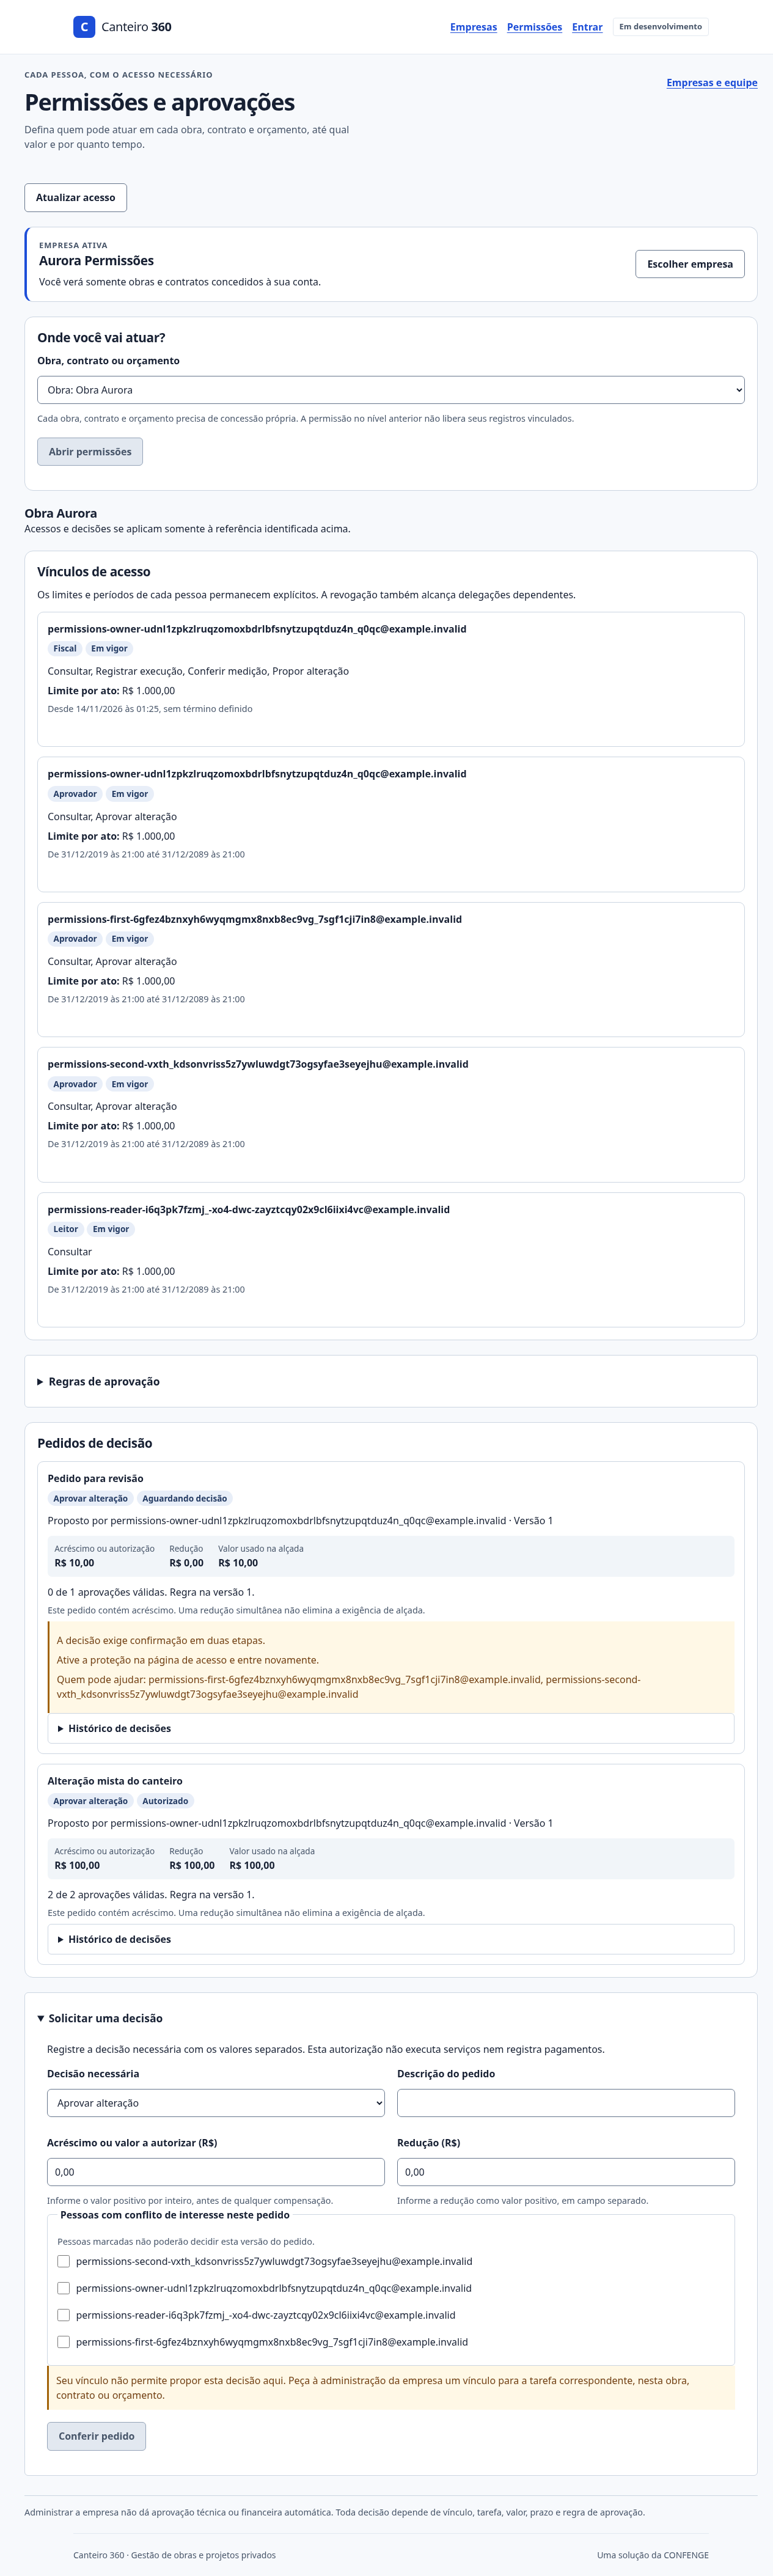 C Canteiro 360
Empresas Permissões Entrar Em desenvolvimento
CADA PESSOA, COM O ACESSO NECESSÁRIO
Permissões e aprovações
Empresas e equipe
Defina quem pode atuar em cada obra, contrato e orçamento, até qual
valor e por quanto tempo.
Atualizar acesso
EMPRESA ATIVA
Aurora Permissões
Você verá somente obras e contratos concedidos à sua conta.
Escolher empresa
Onde você vai atuar?
Obra, contrato ou orçamento
Obra: Obra Aurora
Cada obra, contrato e orçamento precisa de concessão própria. A permissão no nível anterior não libera seus registros vinculados.
Abrir permissões
Obra Aurora
Acessos e decisões se aplicam somente à referência identificada acima.
Vínculos de acesso
Os limites e períodos de cada pessoa permanecem explícitos. A revogação também alcança delegações dependentes.
permissions-owner-udnl1zpkzlruqzomoxbdrlbfsnytzupqtduz4n_q0qc@example.invalid
Fiscal Em vigor
Consultar, Registrar execução, Conferir medição, Propor alteração
Limite por ato: R$ 1.000,00
Desde 14/11/2026 às 01:25, sem término definido
permissions-owner-udnl1zpkzlruqzomoxbdrlbfsnytzupqtduz4n_q0qc@example.invalid
Aprovador Em vigor
Consultar, Aprovar alteração
Limite por ato: R$ 1.000,00
De 31/12/2019 às 21:00 até 31/12/2089 às 21:00
permissions-first-6gfez4bznxyh6wyqmgmx8nxb8ec9vg_7sgf1cji7in8@example.invalid
Aprovador Em vigor
Consultar, Aprovar alteração
Limite por ato: R$ 1.000,00
De 31/12/2019 às 21:00 até 31/12/2089 às 21:00
permissions-second-vxth_kdsonvriss5z7ywluwdgt73ogsyfae3seyejhu@example.invalid
Aprovador Em vigor
Consultar, Aprovar alteração
Limite por ato: R$ 1.000,00
De 31/12/2019 às 21:00 até 31/12/2089 às 21:00
permissions-reader-i6q3pk7fzmj_-xo4-dwc-zayztcqy02x9cl6iixi4vc@example.invalid
Leitor Em vigor
Consultar
Limite por ato: R$ 1.000,00
De 31/12/2019 às 21:00 até 31/12/2089 às 21:00
Regras de aprovação
Pedidos de decisão
Pedido para revisão
Aprovar alteração Aguardando decisão
Proposto por permissions-owner-udnl1zpkzlruqzomoxbdrlbfsnytzupqtduz4n_q0qc@example.invalid · Versão 1
Acréscimo ou autorização Redução Valor usado na alçada
R$ 10,00 R$ 0,00 R$ 10,00
0 de 1 aprovações válidas. Regra na versão 1.
Este pedido contém acréscimo. Uma redução simultânea não elimina a exigência de alçada.
A decisão exige confirmação em duas etapas.
Ative a proteção na página de acesso e entre novamente.
Quem pode ajudar: permissions-first-6gfez4bznxyh6wyqmgmx8nxb8ec9vg_7sgf1cji7in8@example.invalid, permissions-second-
vxth_kdsonvriss5z7ywluwdgt73ogsyfae3seyejhu@example.invalid
Histórico de decisões
Alteração mista do canteiro
Aprovar alteração Autorizado
Proposto por permissions-owner-udnl1zpkzlruqzomoxbdrlbfsnytzupqtduz4n_q0qc@example.invalid · Versão 1
Acréscimo ou autorização Redução Valor usado na alçada
R$ 100,00 R$ 100,00 R$ 100,00
2 de 2 aprovações válidas. Regra na versão 1.
Este pedido contém acréscimo. Uma redução simultânea não elimina a exigência de alçada.
Histórico de decisões
Solicitar uma decisão
Registre a decisão necessária com os valores separados. Esta autorização não executa serviços nem registra pagamentos.
Decisão necessária Descrição do pedido
Aprovar alteração
Acréscimo ou valor a autorizar (R$) Redução (R$)
0,00 0,00
Informe o valor positivo por inteiro, antes de qualquer compensação. Informe a redução como valor positivo, em campo separado.
Pessoas com conflito de interesse neste pedido
Pessoas marcadas não poderão decidir esta versão do pedido.
permissions-second-vxth_kdsonvriss5z7ywluwdgt73ogsyfae3seyejhu@example.invalid
permissions-owner-udnl1zpkzlruqzomoxbdrlbfsnytzupqtduz4n_q0qc@example.invalid
permissions-reader-i6q3pk7fzmj_-xo4-dwc-zayztcqy02x9cl6iixi4vc@example.invalid
permissions-first-6gfez4bznxyh6wyqmgmx8nxb8ec9vg_7sgf1cji7in8@example.invalid
Seu vínculo não permite propor esta decisão aqui. Peça à administração da empresa um vínculo para a tarefa correspondente, nesta obra,
contrato ou orçamento.
Conferir pedido
Administrar a empresa não dá aprovação técnica ou financeira automática. Toda decisão depende de vínculo, tarefa, valor, prazo e regra de aprovação.
Canteiro 360 · Gestão de obras e projetos privados
Uma solução da CONFENGE